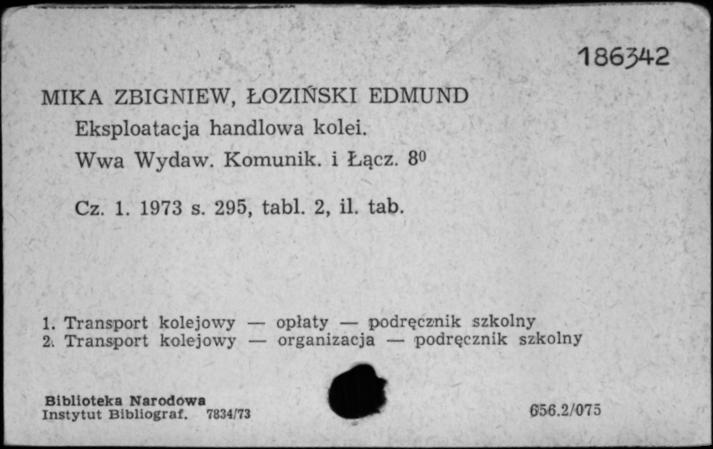 186342
MIKA ZBIGNIEW, ŁOZIŃSKI EDMUND
Eksploatacja handlowa kolei.
Wwa Wydaw. Komunik. i Łącz. 8⁰
Cz. 1. 1973 s. 295, tabl. 2, il. tab.
1. Transport kolejowy — opłaty — podręcznik szkolny
2. Transport kolejowy — organizacja — podręcznik szkolny
Biblioteka Narodowa
Instytut Bibliograf. 7834/73
656.2/075